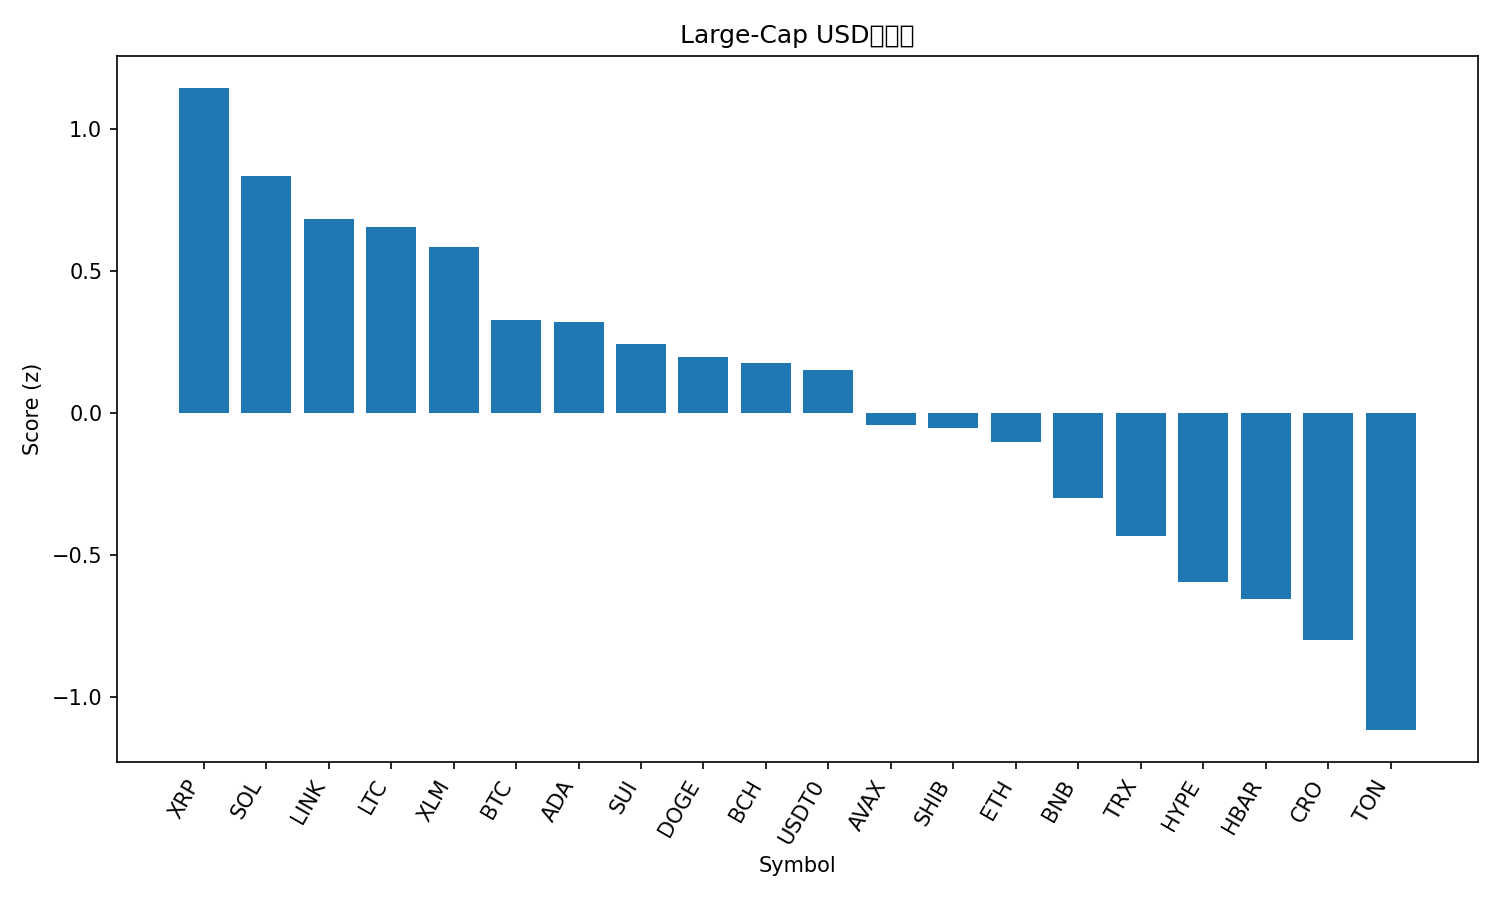 Large-Cap USD
Score (z)
1.0
0.5
0.0
−0.5
−1.0
XRP
SOL
LINK
LTC
XLM
BTC
ADA
SUI
DOGE
BCH
USDT0
AVAX
SHIB
ETH
BNB
TRX
HYPE
HBAR
CRO
TON
Symbol